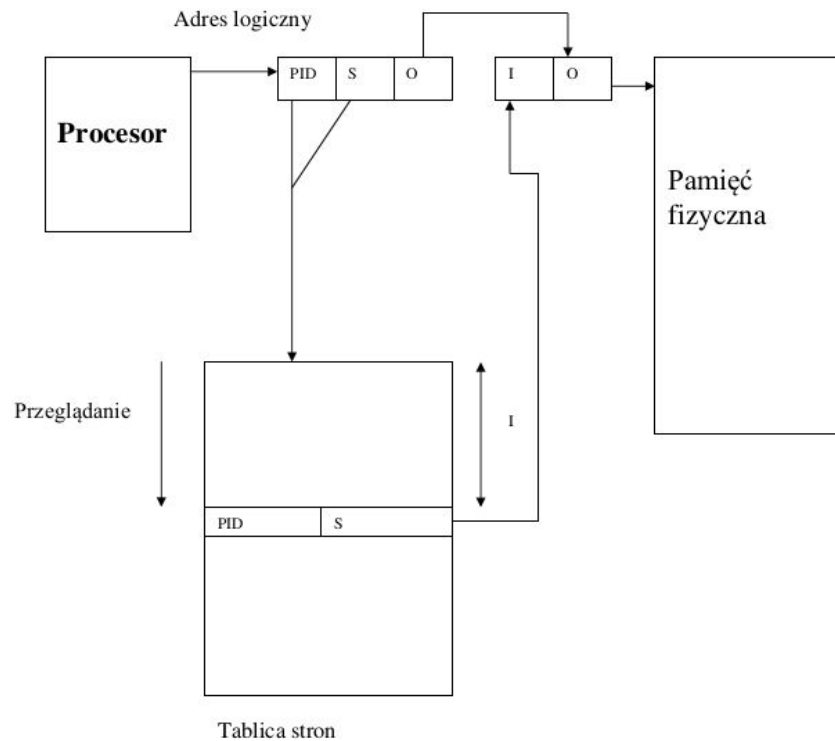 Adres logiczny
PID S O
I O
Procesor
Pamięć
fizyczna
Przeglądanie
I
PID S
Tablica stron